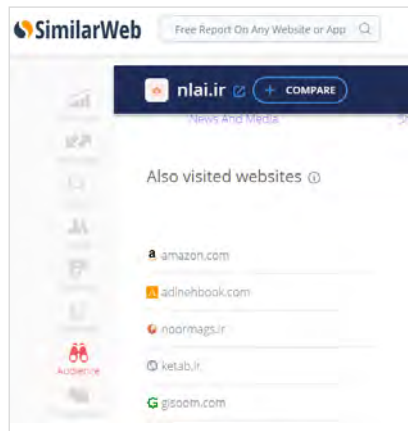 SimilarWeb
Free Report On Any Website or App
nlai.ir
+ COMPARE
News And Media
Also visited websites
amazon.com
adinehbook.com
noormags.ir
ketab.ir
gisoom.com
Audience